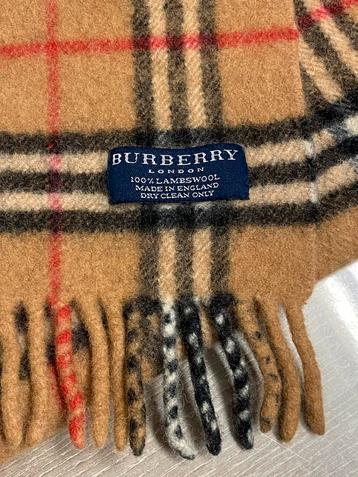 BURBERRY
LONDON
100% LAMBSWOOL
MADE IN ENGLAND
DRY CLEAN ONLY